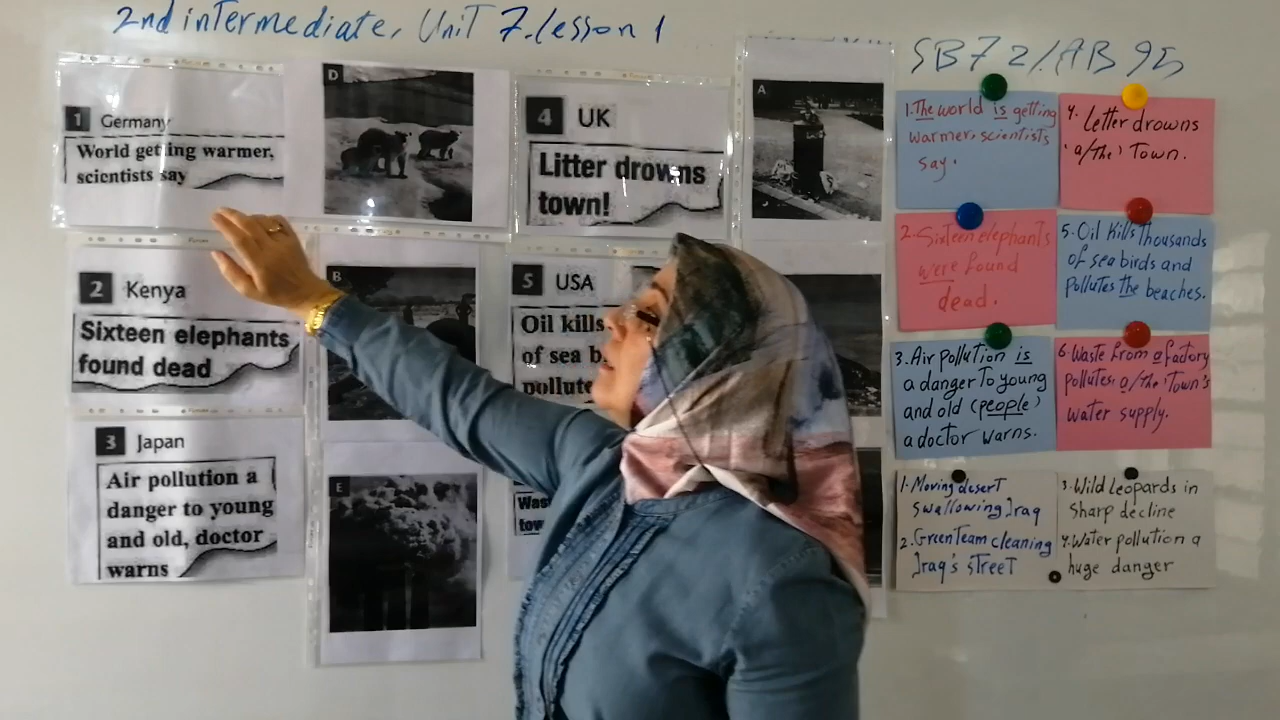 2nd intermediate, Unit 7. lesson 1
SB72/AB95
1 Germany
World getting warmer,
scientists say
D
4 UK
Litter drowns
town!
A
2 Kenya
Sixteen elephants
found dead
B
5 USA
Oil kills
of sea
pollute
3 Japan
Air pollution a
danger to young
and old, doctor
warns
E
1. The world is getting
warmer, scientists
say.
4. Letter drowns
'a/the' Town.
2. Sixteen elephants
were found
dead.
5. Oil kills thousands
of sea birds and
pollutes the beaches.
3. Air pollution is
a danger to young
and old (people)
a doctor warns.
6. Waste from a factory
pollutes a/the 'town's
water supply.
1. Moving desert
swallowing Iraq
2. Green Team cleaning
Iraq's street
3. Wild Leopards in
sharp decline
4. Water pollution a
huge danger